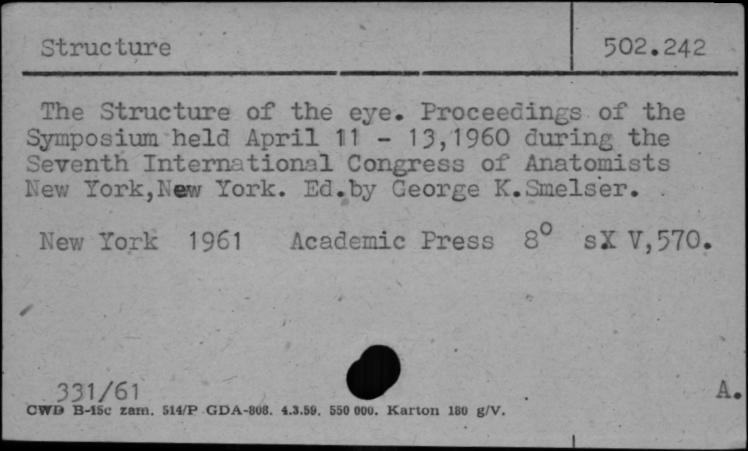 Structure 502.242
The Structure of the eye. Proceedings of the
Symposium held April 11 - 13,1960 during the
Seventh International Congress of Anatomists
New York,New York. Ed.by George K.Smelser.
New York 1961 Academic Press 8° sX V,570.
331/61 A.
CWD B-15c zam. 514/P GDA-808. 4.3.59. 550 000. Karton 180 g/V.